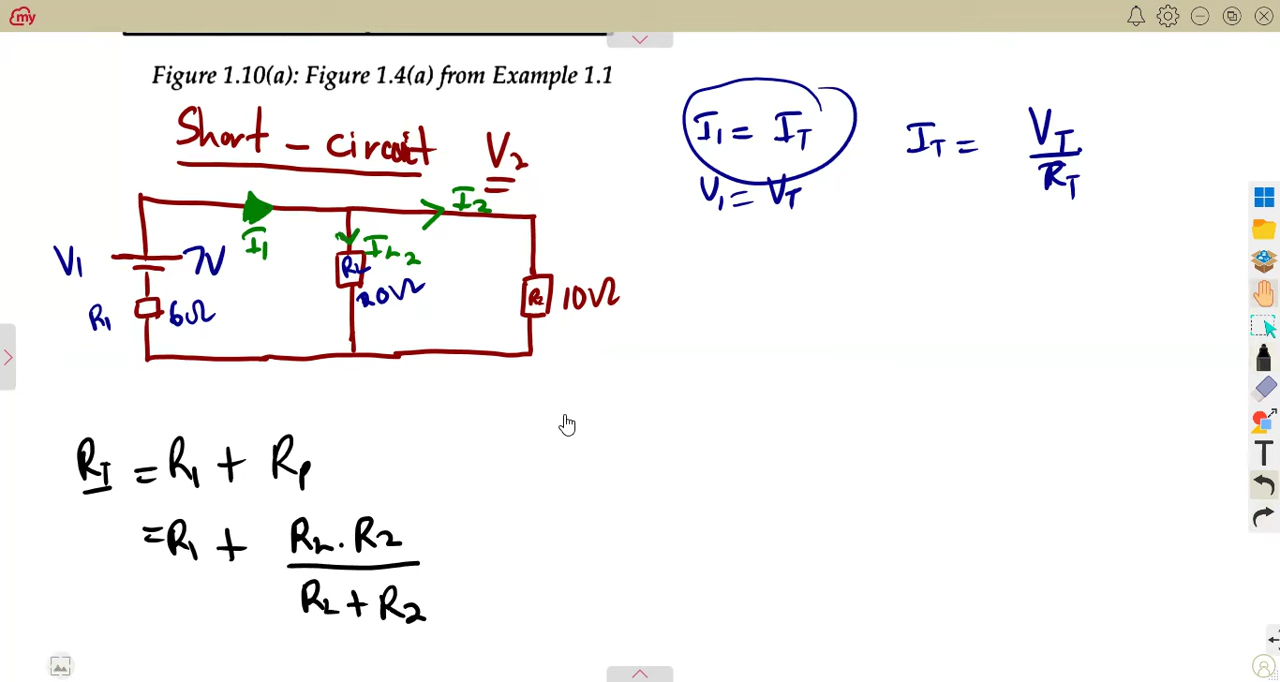 my
Figure 1.10(a): Figure 1.4(a) from Example 1.1
Short - circuit
V2
I1 = IT
V1 = VT
IT = VT / RT
I1
I2
IL2
V1
7V
R1
6Ω
RL
20Ω
R2
10Ω
RT = R1 + Rp
= R1 + RL . R2 / RL + R2
T